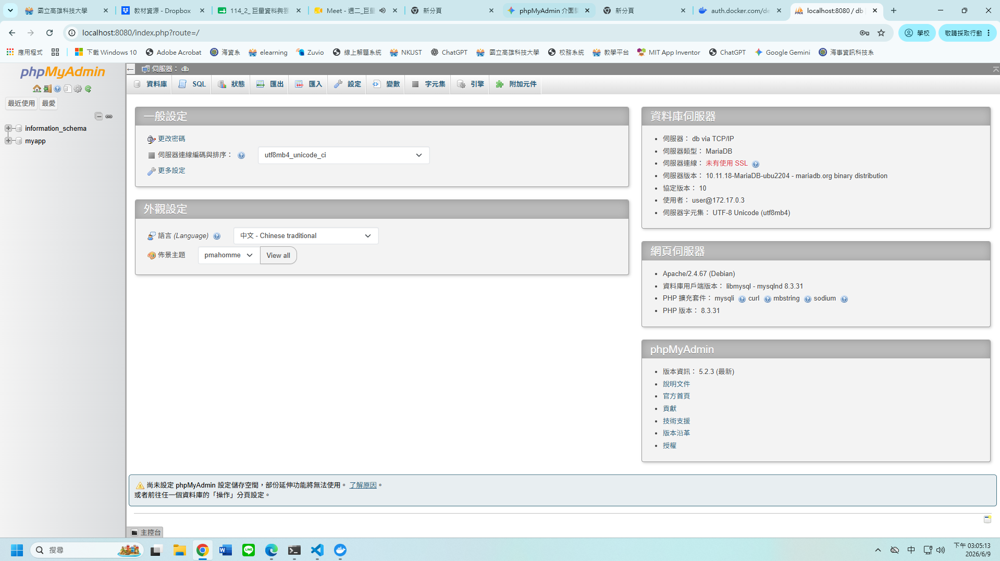 國立高雄科技大學
教材資源 - Dropbox
114_2_ 巨量資料與雲
Meet - 週二_巨量
新分頁
phpMyAdmin 介面
新分頁
auth.docker.com/de
localhost:8080 / db
localhost:8080/index.php?route=/
學校
敬請採取行動
應用程式
下載 Windows 10
Adobe Acrobat
海資系
elearning
Zuvio
線上解題系統
NKUST
ChatGPT
國立高雄科技大學
校務系統
教學平台
MIT App Inventor
ChatGPT
Google Gemini
海事資訊科技系
phpMyAdmin
最近使用
最愛
information_schema
myapp
伺服器: db
資料庫
SQL
狀態
匯出
匯入
設定
變數
字元集
引擎
附加元件
一般設定
更改密碼
伺服器連線編碼與排序:
utf8mb4_unicode_ci
更多設定
外觀設定
語言 (Language)
中文 - Chinese traditional
佈景主題
pmahomme
View all
資料庫伺服器
伺服器: db via TCP/IP
伺服器類型: MariaDB
伺服器連線: 未有使用 SSL
伺服器版本: 10.11.18-MariaDB-ubu2204 - mariadb.org binary distribution
協定版本: 10
使用者: user@172.17.0.3
伺服器字元集: UTF-8 Unicode (utf8mb4)
網頁伺服器
Apache/2.4.67 (Debian)
資料庫用戶端版本: libmysql - mysqlnd 8.3.31
PHP 擴充套件: mysqli curl mbstring sodium
PHP 版本: 8.3.31
phpMyAdmin
版本資訊: 5.2.3 (最新)
說明文件
官方首頁
貢獻
技術支援
版本沿革
授權
尚未設定 phpMyAdmin 設定儲存空間，部份延伸功能將無法使用。 了解原因。
或者前往任一個資料庫的「操作」分頁設定。
主控台
搜尋
中
下午 03:05:13
2026/6/9